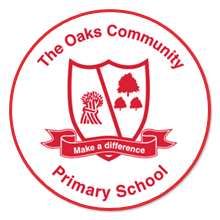 The Oaks Community
Make a difference
Primary School